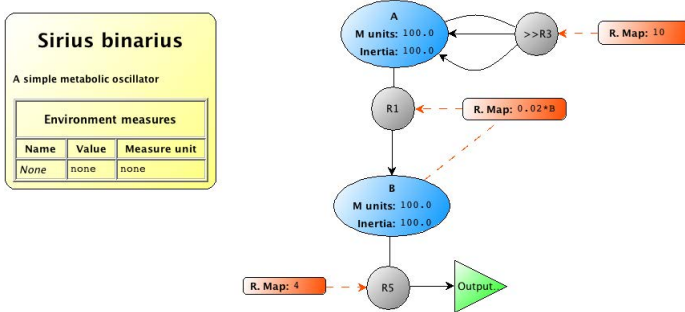 Sirius binarius
A simple metabolic oscillator
Environment measures
Name Value Measure unit
None none none
A
M units: 100.0
Inertia: 100.0
>>R3
R. Map: 10
R1
R. Map: 0.02*B
B
M units: 100.0
Inertia: 100.0
R. Map: 4
R5
Output.